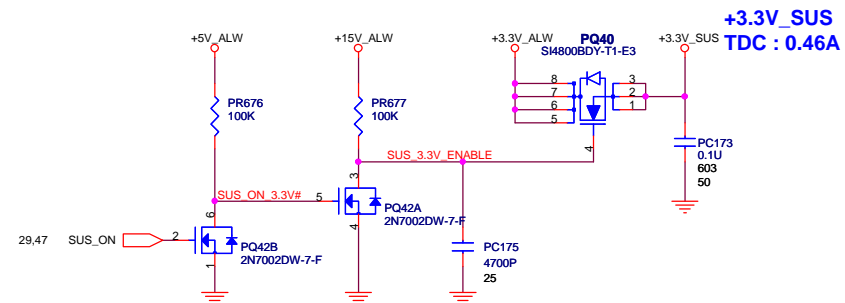 +3.3V_SUS
TDC : 0.46A
+5V_ALW
+15V_ALW
+3.3V_ALW
PQ40
SI4800BDY-T1-E3
+3.3V_SUS
8
7
6
5
3
2
1
4
PR676
100K
PR677
100K
PC173
0.1U
603
50
SUS_3.3V_ENABLE
SUS_ON_3.3V#
5
3
4
PQ42A
2N7002DW-7-F
6
2
1
29,47
SUS_ON
PQ42B
2N7002DW-7-F
PC175
4700P
25